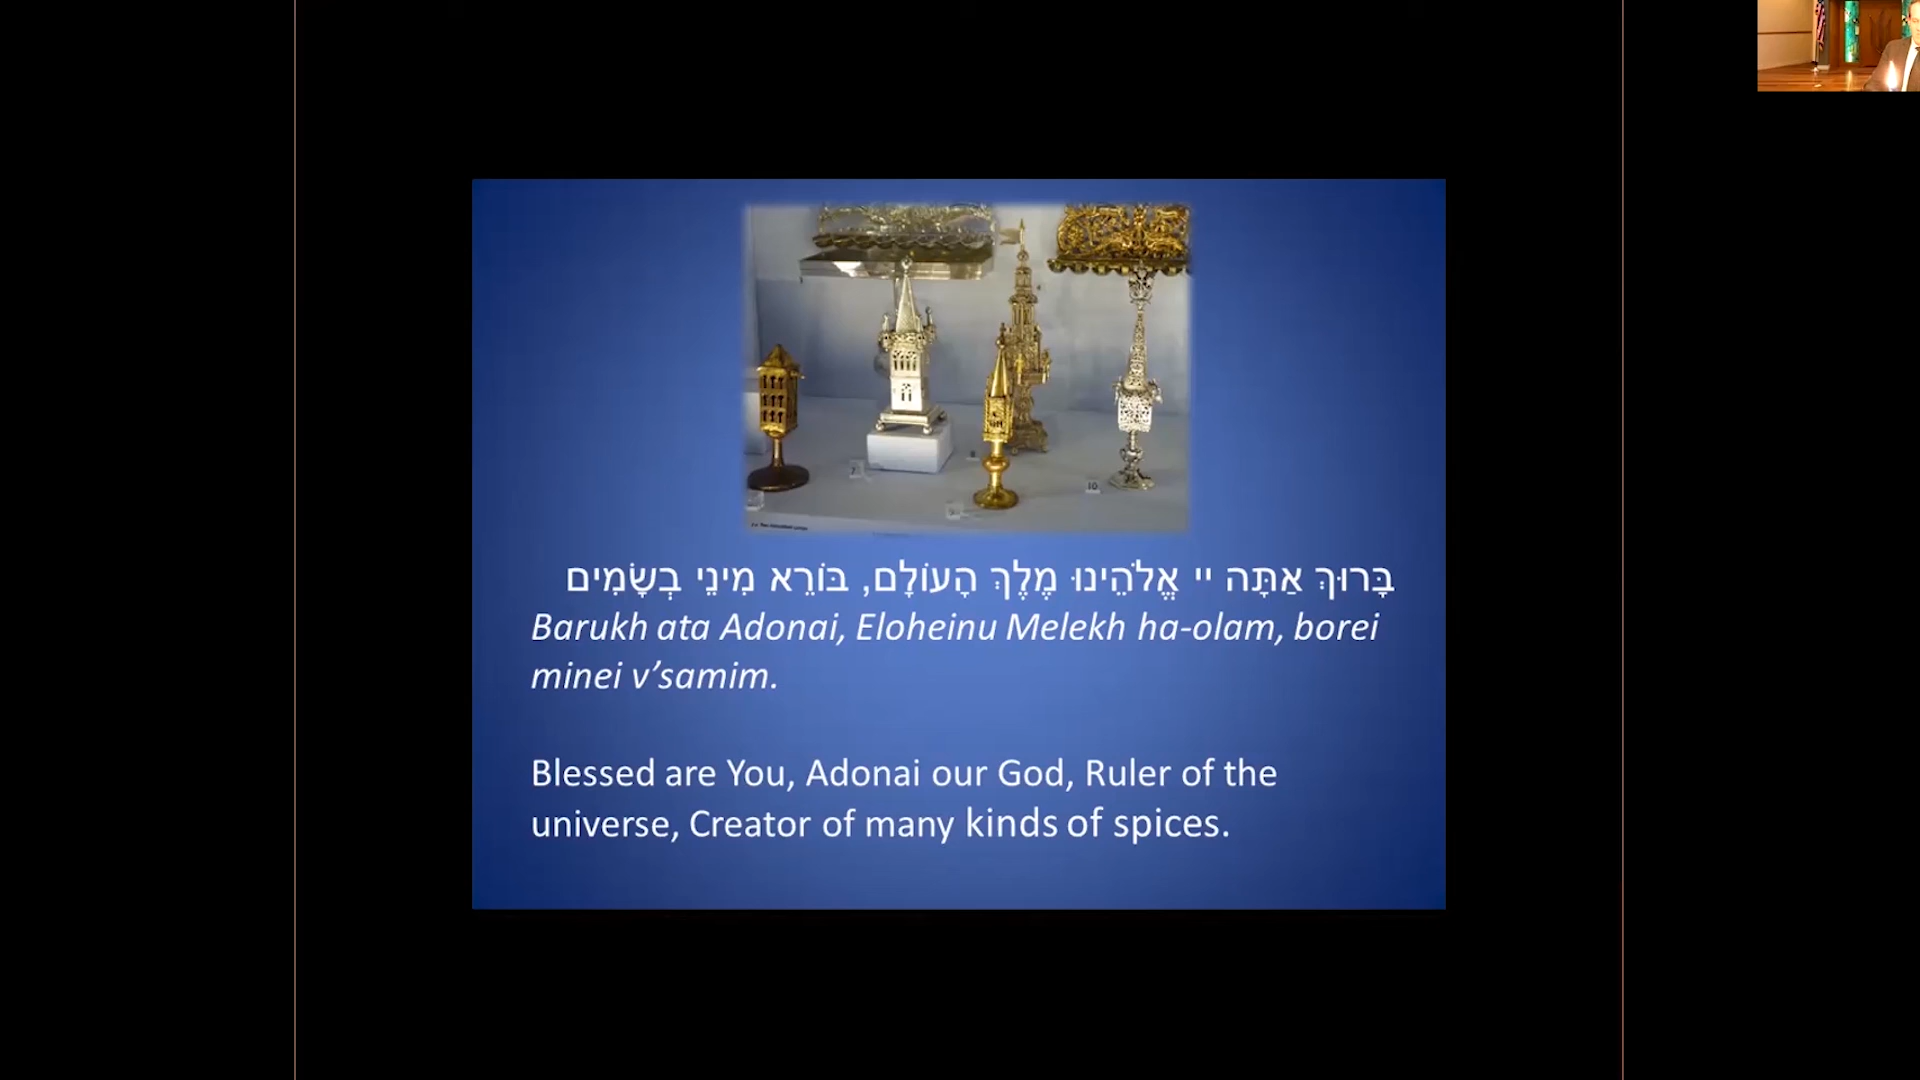 10
בָּרוּךְ אַתָּה יי אֱלֹהֵינוּ מֶלֶךְ הָעוֹלָם, בּוֹרֵא מִינֵי בְשָׂמִים
Barukh ata Adonai, Eloheinu Melekh ha-olam, borei
minei v’samim.
Blessed are You, Adonai our God, Ruler of the
universe, Creator of many kinds of spices.